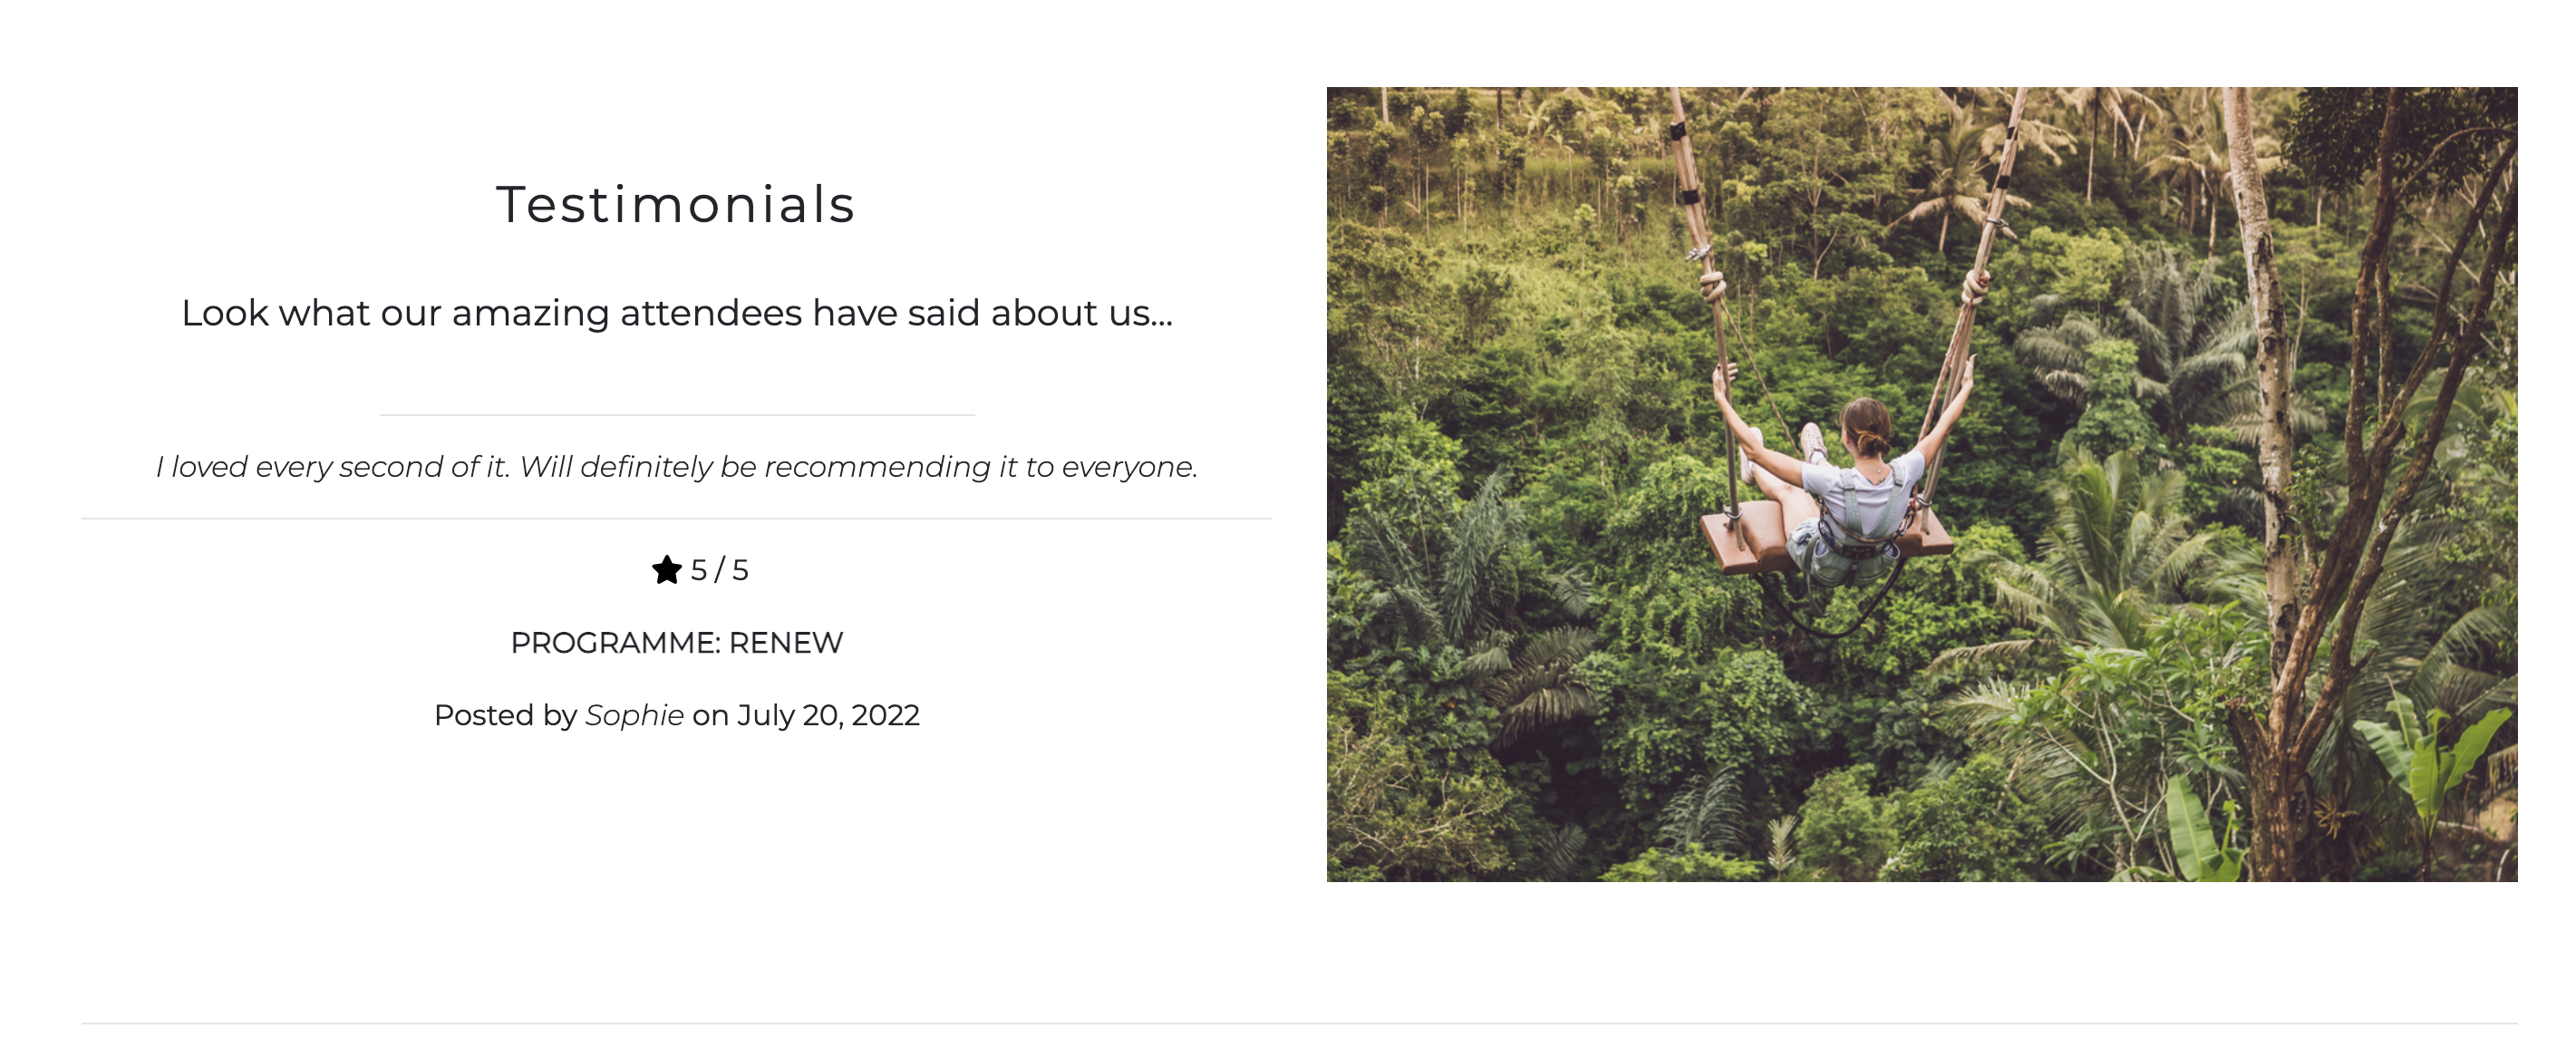 Testimonials
Look what our amazing attendees have said about us...
I loved every second of it. Will definitely be recommending it to everyone.
5 / 5
PROGRAMME: RENEW
Posted by Sophie on July 20, 2022